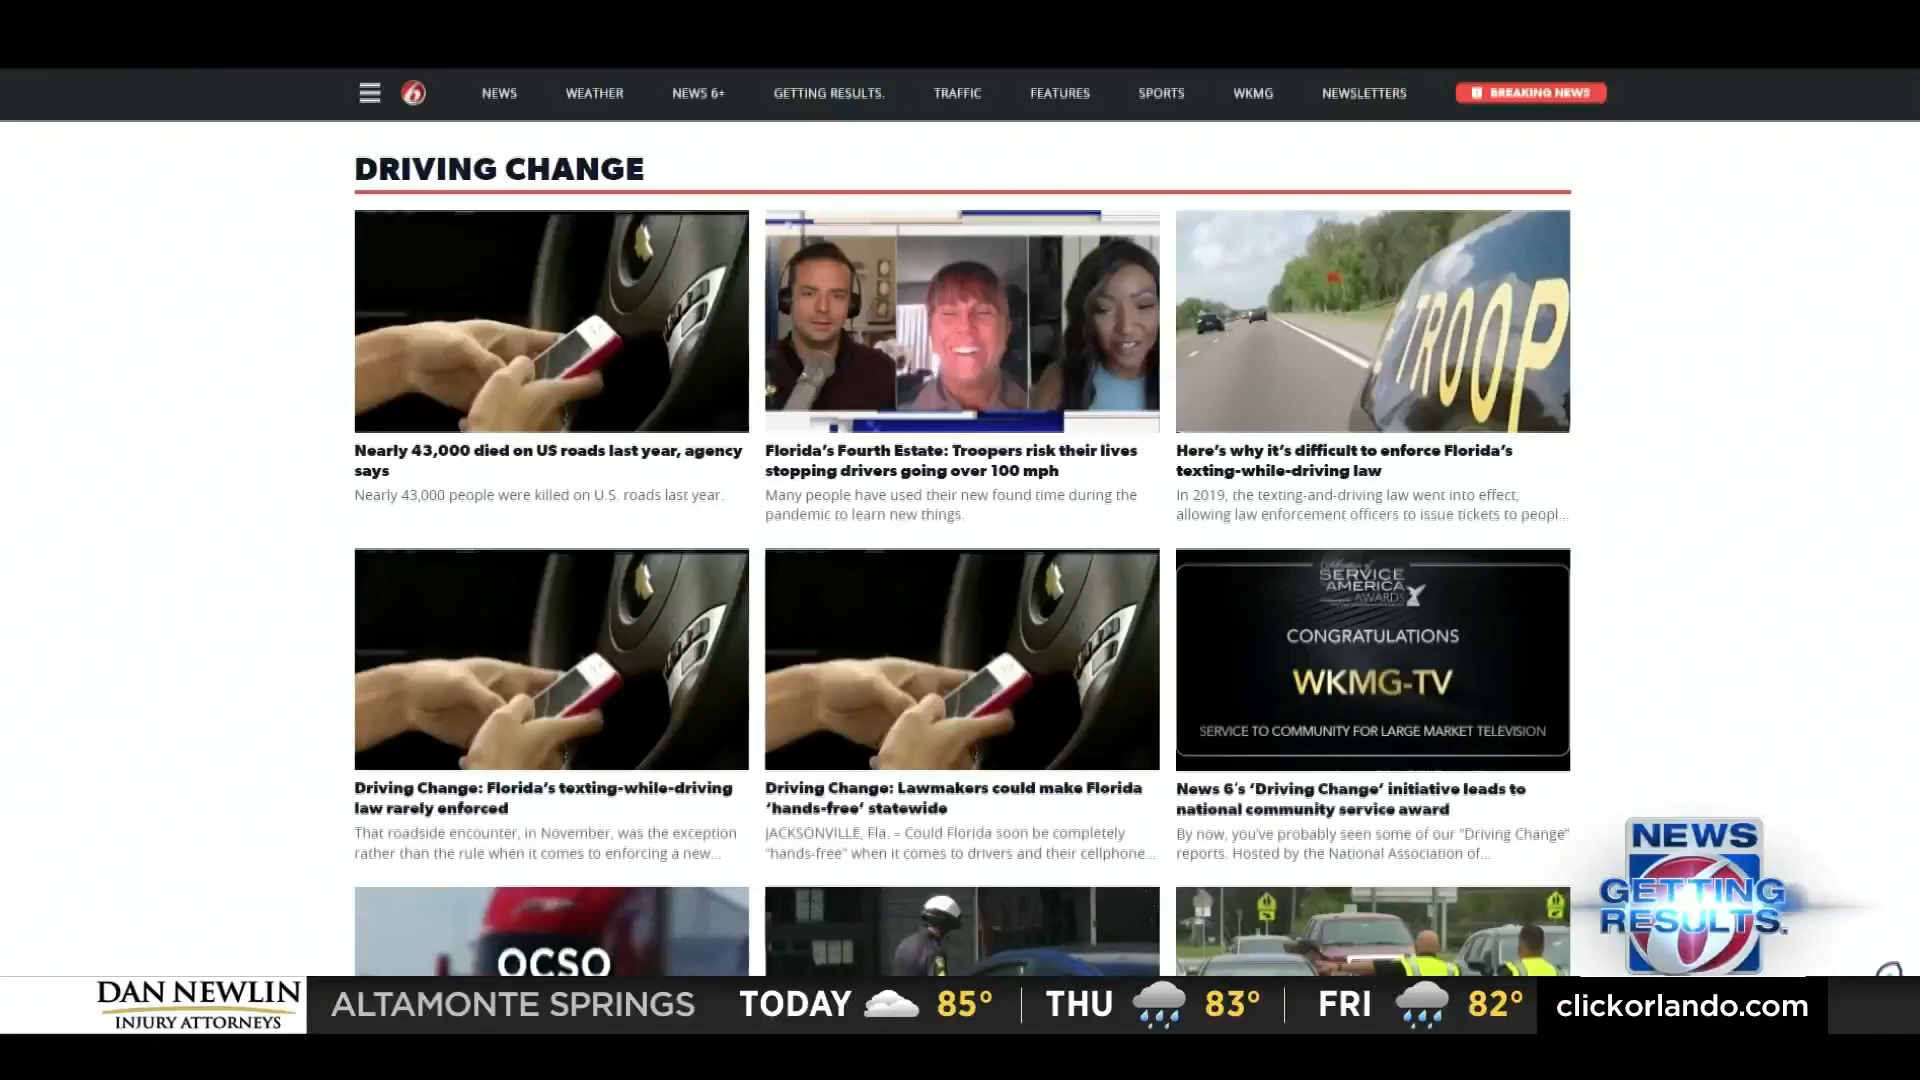 6
NEWS
WEATHER
NEWS 6+
GETTING RESULTS.
TRAFFIC
FEATURES
SPORTS
WKMG
NEWSLETTERS
BREAKING NEWS
DRIVING CHANGE
TROOP
Nearly 43,000 died on US roads last year, agency
says
Nearly 43,000 people were killed on U.S. roads last year.
Florida's Fourth Estate: Troopers risk their lives
stopping drivers going over 100 mph
Many people have used their new found time during the
pandemic to learn new things.
Here's why it's difficult to enforce Florida's
texting-while-driving law
In 2019, the texting-and-driving law went into effect,
allowing law enforcement officers to issue tickets to peopl...
SERVICE
AMERICA
AWARDS
CONGRATULATIONS
WKMG-TV
SERVICE TO COMMUNITY FOR LARGE MARKET TELEVISION
Driving Change: Florida's texting-while-driving
law rarely enforced
That roadside encounter, in November, was the exception
rather than the rule when it comes to enforcing a new...
Driving Change: Lawmakers could make Florida
'hands-free' statewide
JACKSONVILLE, Fla. – Could Florida soon be completely
"hands-free" when it comes to drivers and their cellphone...
News 6's 'Driving Change' initiative leads to
national community service award
By now, you've probably seen some of our "Driving Change"
reports. Hosted by the National Association of...
OCSO
NEWS
6
GETTING
RESULTS.
DAN NEWLIN
INJURY ATTORNEYS
ALTAMONTE SPRINGS
TODAY 85°
THU 83°
FRI 82°
clickorlando.com